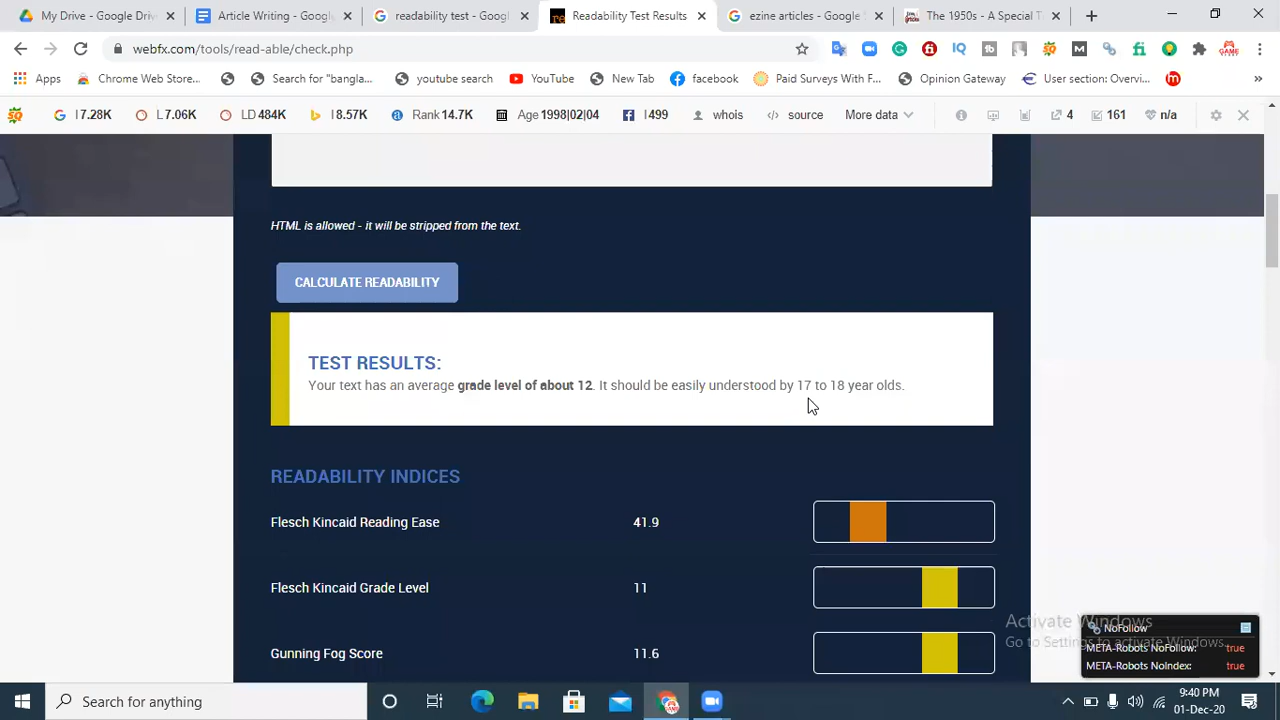 My Drive - Google Driv
Article Writing - Google
readability test - Google
Readability Test Results
ezine articles - Google S
The 1950s - A Special T
webfx.com/tools/read-able/check.php
Apps
Chrome Web Store...
Search for "bangla...
youtube search
YouTube
New Tab
facebook
Paid Surveys With F...
Opinion Gateway
User section: Overvi...
I 7.28K
L 7.06K
LD 484K
I 8.57K
Rank 14.7K
Age 1998|02|04
I 499
whois
source
More data
4
161
n/a
HTML is allowed - it will be stripped from the text.
CALCULATE READABILITY
TEST RESULTS:
Your text has an average grade level of about 12. It should be easily understood by 17 to 18 year olds.
READABILITY INDICES
Flesch Kincaid Reading Ease 41.9
Flesch Kincaid Grade Level 11
Gunning Fog Score 11.6
Activate Windows
Go to Settings to activate Windows.
NoFollow
META-Robots NoFollow: true
META-Robots NoIndex: true
Search for anything
9:40 PM
01-Dec-20